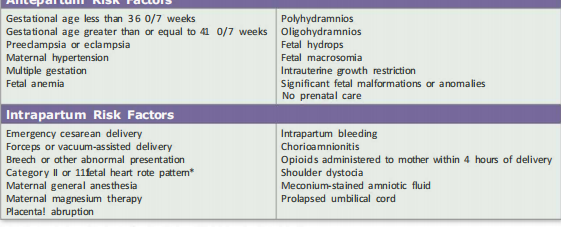 Antepartum Risk Factors
Gestational age less than 36 0/7 weeks
Gestational age greater than or equal to 41 0/7 weeks
Preeclampsia or eclampsia
Maternal hypertension
Multiple gestation
Fetal anemia
Polyhydramnios
Oligohydramnios
Fetal hydrops
Fetal macrosomia
Intrauterine growth restriction
Significant fetal malformations or anomalies
No prenatal care
Intrapartum Risk Factors
Emergency cesarean delivery
Forceps or vacuum-assisted delivery
Breech or other abnormal presentation
Category II or 111fetal heart rote pattem*
Maternal general anesthesia
Maternal magnesium therapy
Placenta! abruption
Intrapartum bleeding
Chorioamnionitis
Opioids administered to mother within 4 hours of delivery
Shoulder dystocia
Meconium-stained amniotic fluid
Prolapsed umbilical cord